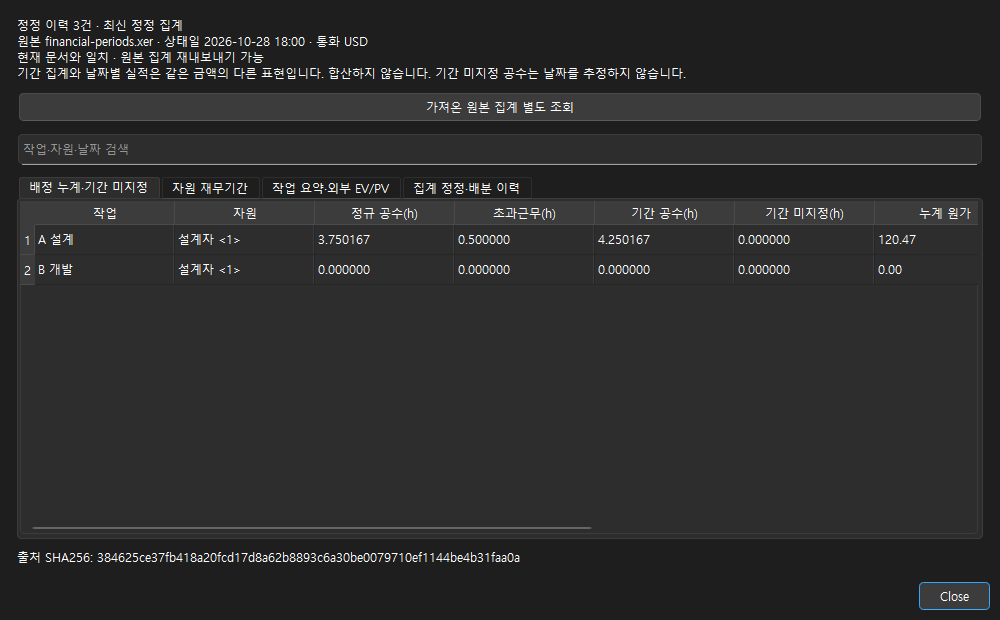 정정 이력 3건 · 최신 정정 집계
원본 financial-periods.xer · 상태일 2026-10-28 18:00 · 통화 USD
현재 문서와 일치 · 원본 집계 재내보내기 가능
기간 집계와 날짜별 실적은 같은 금액의 다른 표현입니다. 합산하지 않습니다. 기간 미지정 공수는 날짜를 추정하지 않습니다.
가져온 원본 집계 별도 조회
작업·자원·날짜 검색
배정 누계·기간 미지정 자원 재무기간 작업 요약·외부 EV/PV 집계 정정·배분 이력
작업 자원 정규 공수(h) 초과근무(h) 기간 공수(h) 기간 미지정(h) 누계 원가
1 A 설계 설계자 <1> 3.750167 0.500000 4.250167 0.000000 120.47
2 B 개발 설계자 <1> 0.000000 0.000000 0.000000 0.000000 0.00
출처 SHA256: 384625ce37fb418a20fcd17d8a62b8893c6a30be0079710ef1144be4b31faa0a
Close